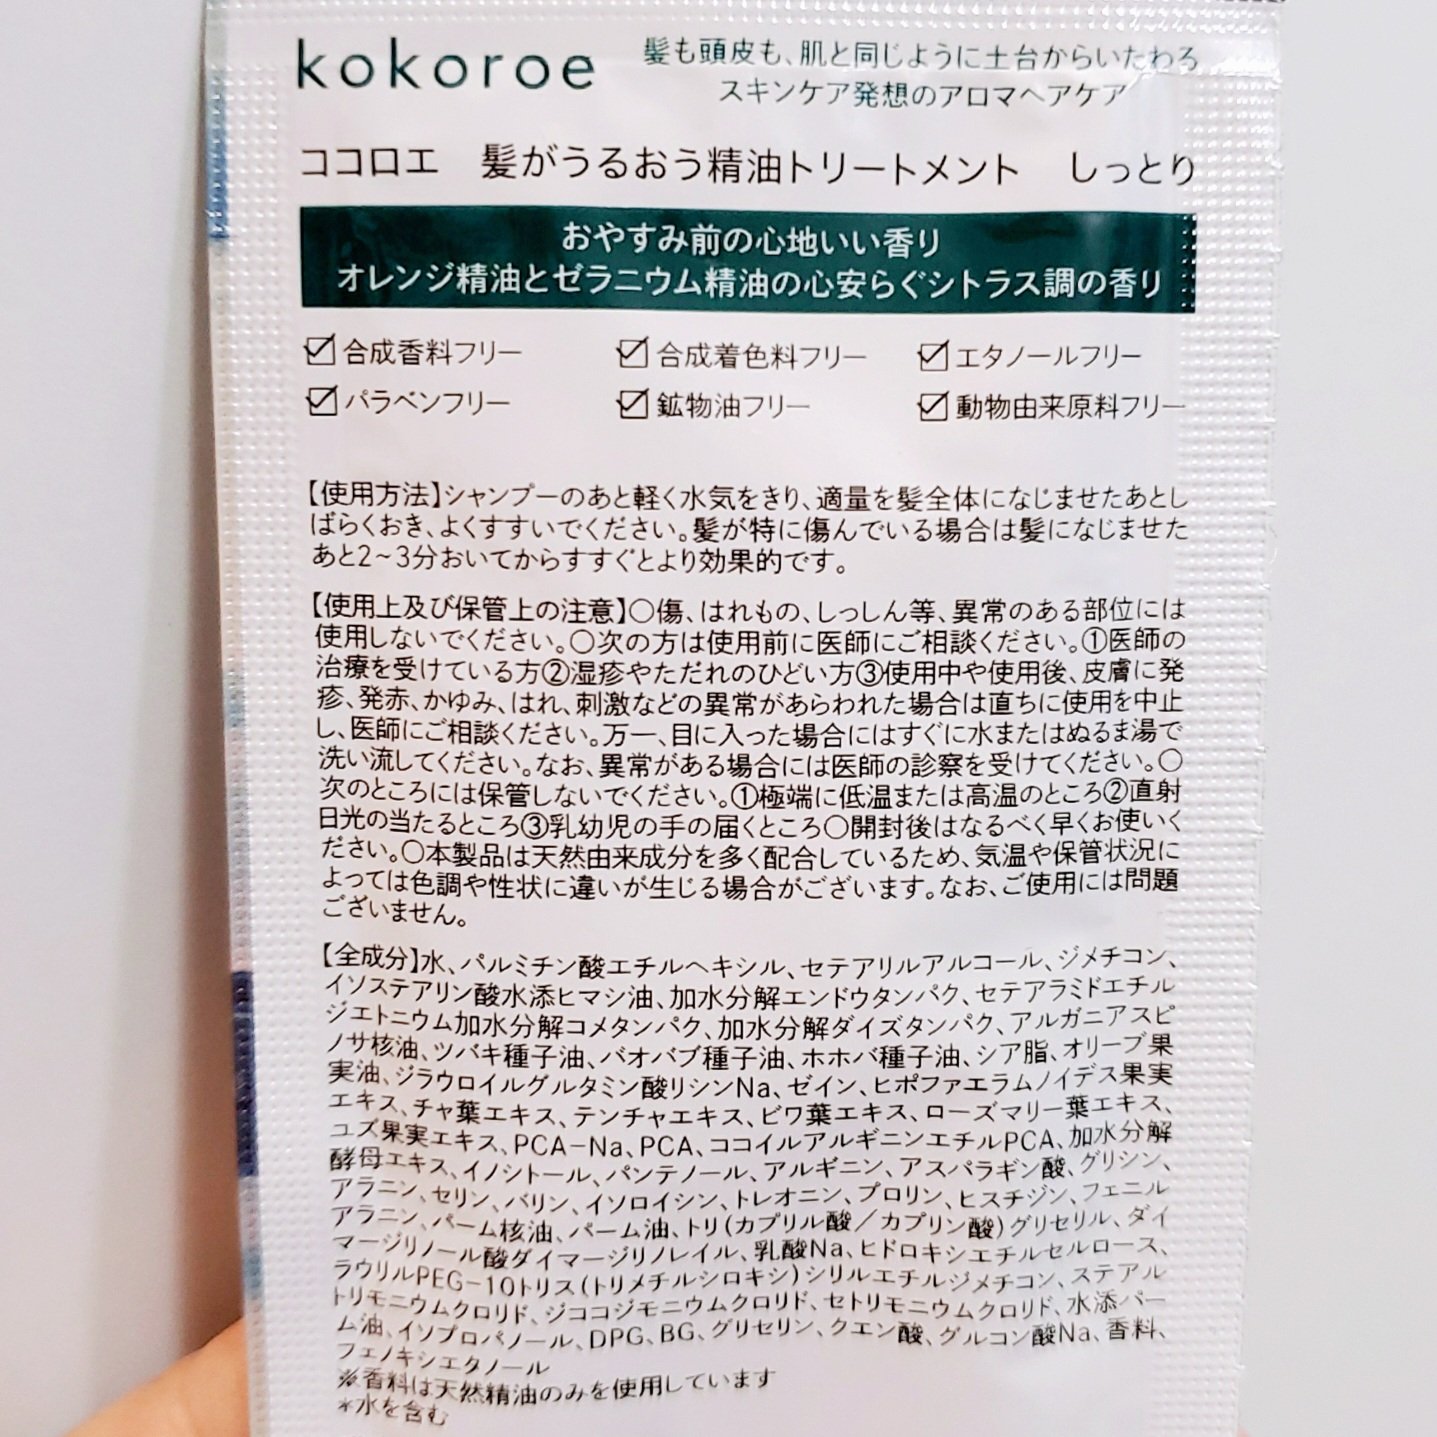 kokoroe
髪も頭皮も、肌と同じように土台からいたわる
スキンケア発想のアロマヘアケア
ココロエ　髪がうるおう精油トリートメント　しっとり
おやすみ前の心地いい香り
オレンジ精油とゼラニウム精油の心安らぐシトラス調の香り
☑合成香料フリー ☑合成着色料フリー ☑エタノールフリー
☑パラベンフリー ☑鉱物油フリー ☑動物由来原料フリー
【使用方法】シャンプーのあと軽く水気をきり、適量を髪全体になじませたあとし
ばらくおき、よくすすいでください。髪が特に傷んでいる場合は髪になじませた
あと2~3分おいてからすすぐとより効果的です。
【使用上及び保管上の注意】○傷、はれもの、しっしん等、異常のある部位には
使用しないでください。○次の方は使用前に医師にご相談ください。①医師の
治療を受けている方②湿疹やただれのひどい方③使用中や使用後、皮膚に発
疹、発赤、かゆみ、はれ、刺激などの異常があらわれた場合は直ちに使用を中止
し、医師にご相談ください。万一、目に入った場合にはすぐに水またはぬるま湯で
洗い流してください。なお、異常がある場合には医師の診察を受けてください。○
次のところには保管しないでください。①極端に低温または高温のところ②直射
日光の当たるところ③乳幼児の手の届くところ○開封後はなるべく早くお使いく
ださい。○本製品は天然由来成分を多く配合しているため、気温や保管状況に
よっては色調や性状に違いが生じる場合がございます。なお、ご使用には問題
ございません。
【全成分】水、パルミチン酸エチルヘキシル、セテアリルアルコール、ジメチコン、
イソステアリン酸水添ヒマシ油、加水分解エンドウタンパク、セテアラミドエチル
ジエトニウム加水分解コメタンパク、加水分解ダイズタンパク、アルガニアスピ
ノサ核油、ツバキ種子油、バオバブ種子油、ホホバ種子油、シア脂、オリーブ果
実油、ジラウロイルグルタミン酸リシンNa、ゼイン、ヒポファエラムノイデス果実
エキス、チャ葉エキス、テンチャエキス、ビワ葉エキス、ローズマリー葉エキス、
ユズ果実エキス、PCA-Na、PCA、ココイルアルギニンエチルPCA、加水分解
酵母エキス、イノシトール、パンテノール、アルギニン、アスパラギン酸、グリシン、
アラニン、セリン、バリン、イソロイシン、トレオニン、プロリン、ヒスチジン、フェニル
アラニン、パーム核油、パーム油、トリ(カプリル酸/カプリン酸)グリセリル、ダイ
マージリノール酸ダイマージリノレイル、乳酸Na、ヒドロキシエチルセルロース、
ラウリルPEG-10トリス(トリメチルシロキシ)シリルエチルジメチコン、ステアル
トリモニウムクロリド、ジココジモニウムクロリド、セトリモニウムクロリド、水添パー
ム油、イソプロパノール、DPG、BG、グリセリン、クエン酸、グルコン酸Na、香料、
フェノキシエタノール
※香料は天然精油のみを使用しています
*水を含む